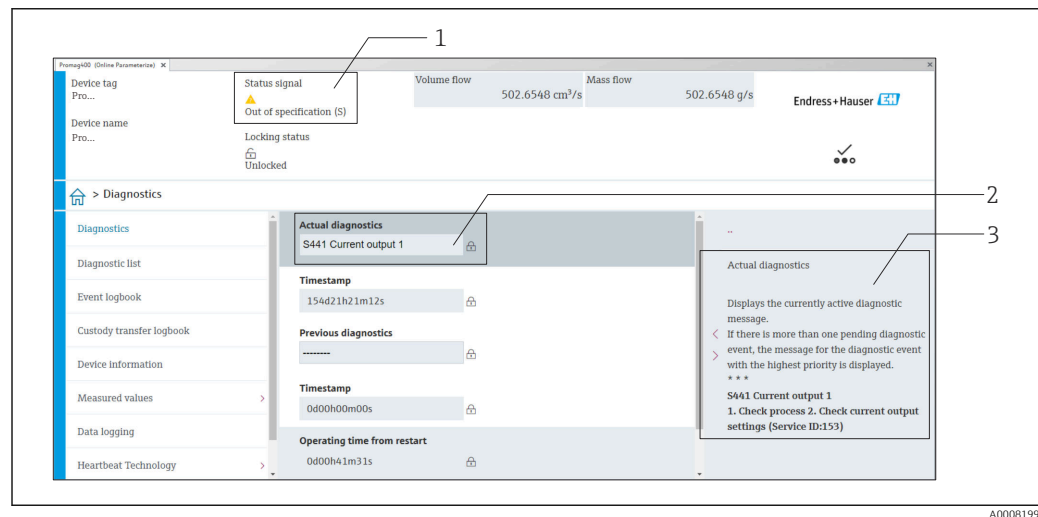 1
Promag400 (Online Parameterize) ×
Device tag
Pro...
Device name
Pro...
Status signal
Out of specification (S)
Locking status
Unlocked
Volume flow
502.6548 cm³/s
Mass flow
502.6548 g/s
Endress+Hauser EH
> Diagnostics
2
3
Diagnostics
Diagnostic list
Event logbook
Custody transfer logbook
Device information
Measured values >
Data logging
Heartbeat Technology >
Actual diagnostics
S441 Current output 1
Timestamp
154d21h21m12s
Previous diagnostics
--------
Timestamp
0d00h00m00s
Operating time from restart
0d00h41m31s
..
Actual diagnostics
Displays the currently active diagnostic
message.
If there is more than one pending diagnostic
event, the message for the diagnostic event
with the highest priority is displayed.
* * *
S441 Current output 1
1. Check process 2. Check current output
settings (Service ID:153)
A0008199